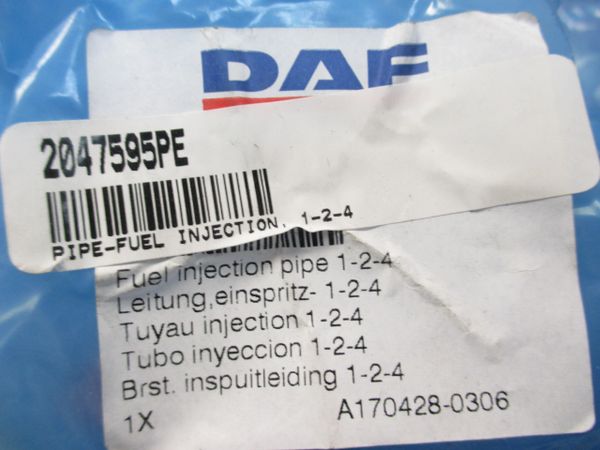 DAF
2047595PE
PIPE-FUEL INJECTION, 1-2-4
Fuel injection pipe 1-2-4
Leitung,einspritz- 1-2-4
Tuyau injection 1-2-4
Tubo inyeccion 1-2-4
Brst. inspuitleiding 1-2-4
1X A170428-0306